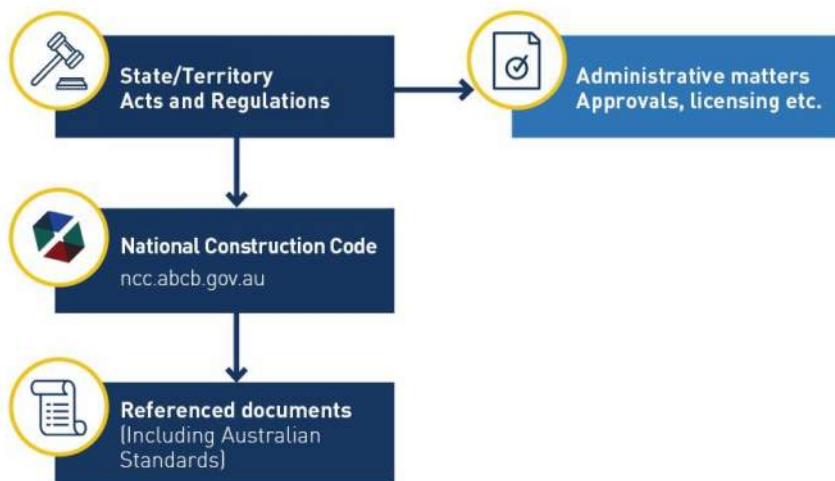 State/Territory
Acts and Regulations
Administrative matters
Approvals, licensing etc.
National Construction Code
ncc.abcb.gov.au
Referenced documents
(Including Australian
Standards)